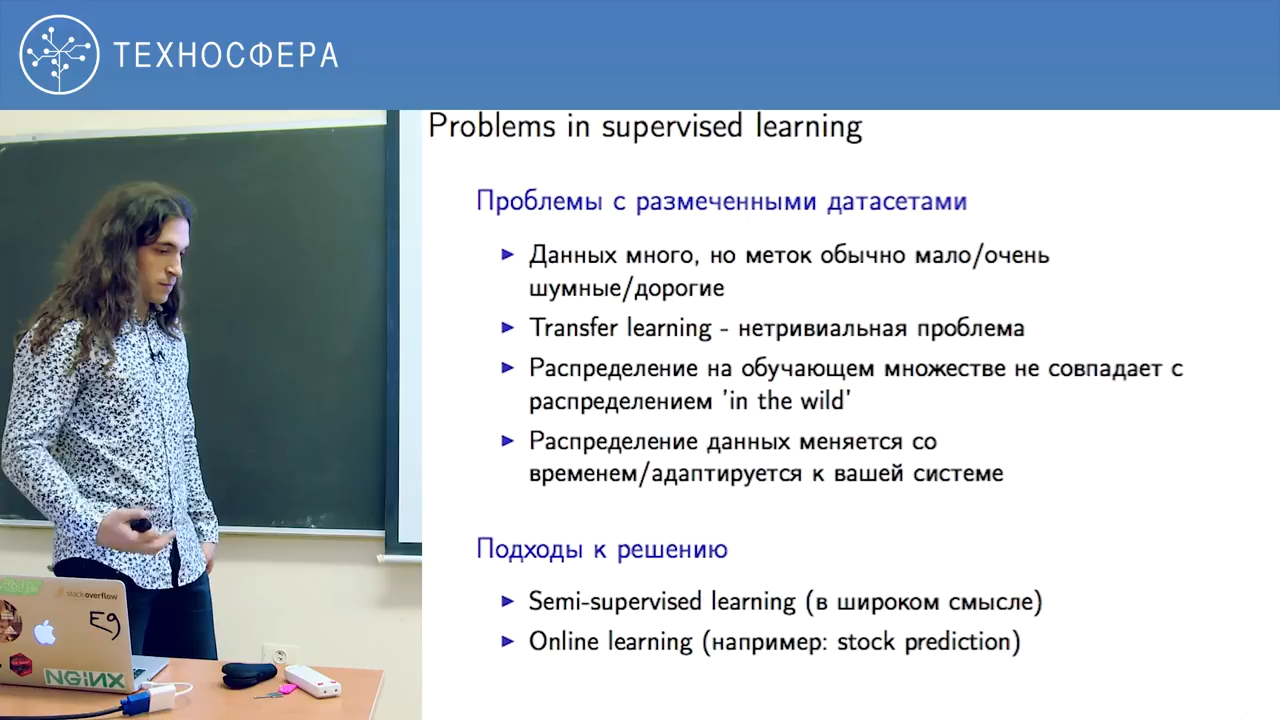 ТЕХНОСФЕРА
Problems in supervised learning
Проблемы с размеченными датасетами
Данных много, но меток обычно мало/очень
шумные/дорогие
Transfer learning - нетривиальная проблема
Распределение на обучающем множестве не совпадает с
распределением 'in the wild'
Распределение данных меняется со
временем/адаптируется к вашей системе
Подходы к решению
Semi-supervised learning (в широком смысле)
Online learning (например: stock prediction)
stackoverflow
NGINX